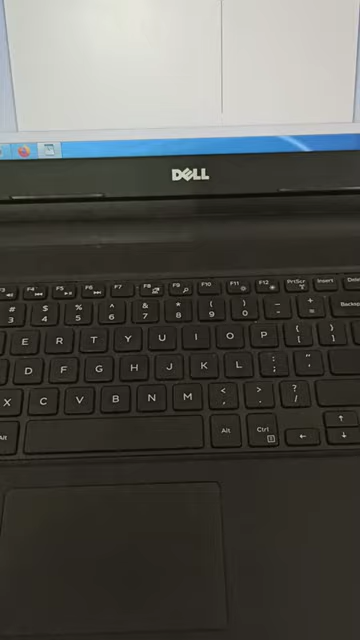 DELL
F4 F5 F6 F7 F8 F9 F10 F11 F12 PrtScr Insert
# $ % ^ & * ( ) - +
3 4 5 6 7 8 9 0 - =
E R T Y U I O P { }
[ ]
D F G H J K L : "
; '
X C V B N M < > ?
, . /
Alt Alt Ctrl ← ↑
↓